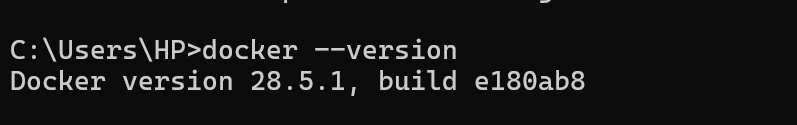 C:\Users\HP>docker --version
Docker version 28.5.1, build e180ab8